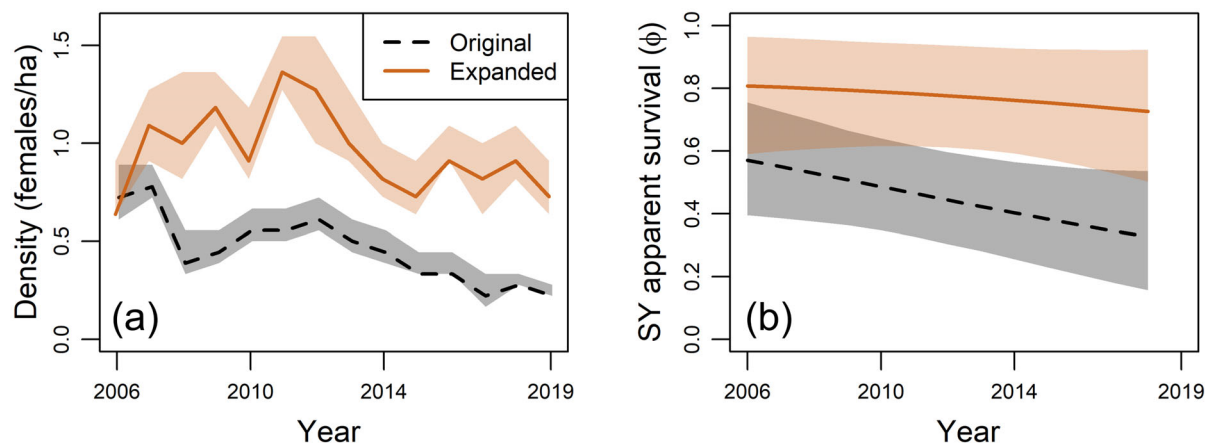 Density (females/ha)
0.0
0.5
1.0
1.5
Original
Expanded
(a)
2006
2010
2014
2019
Year
SY apparent survival (ϕ)
0.0
0.2
0.4
0.6
0.8
1.0
(b)
2006
2010
2014
2019
Year